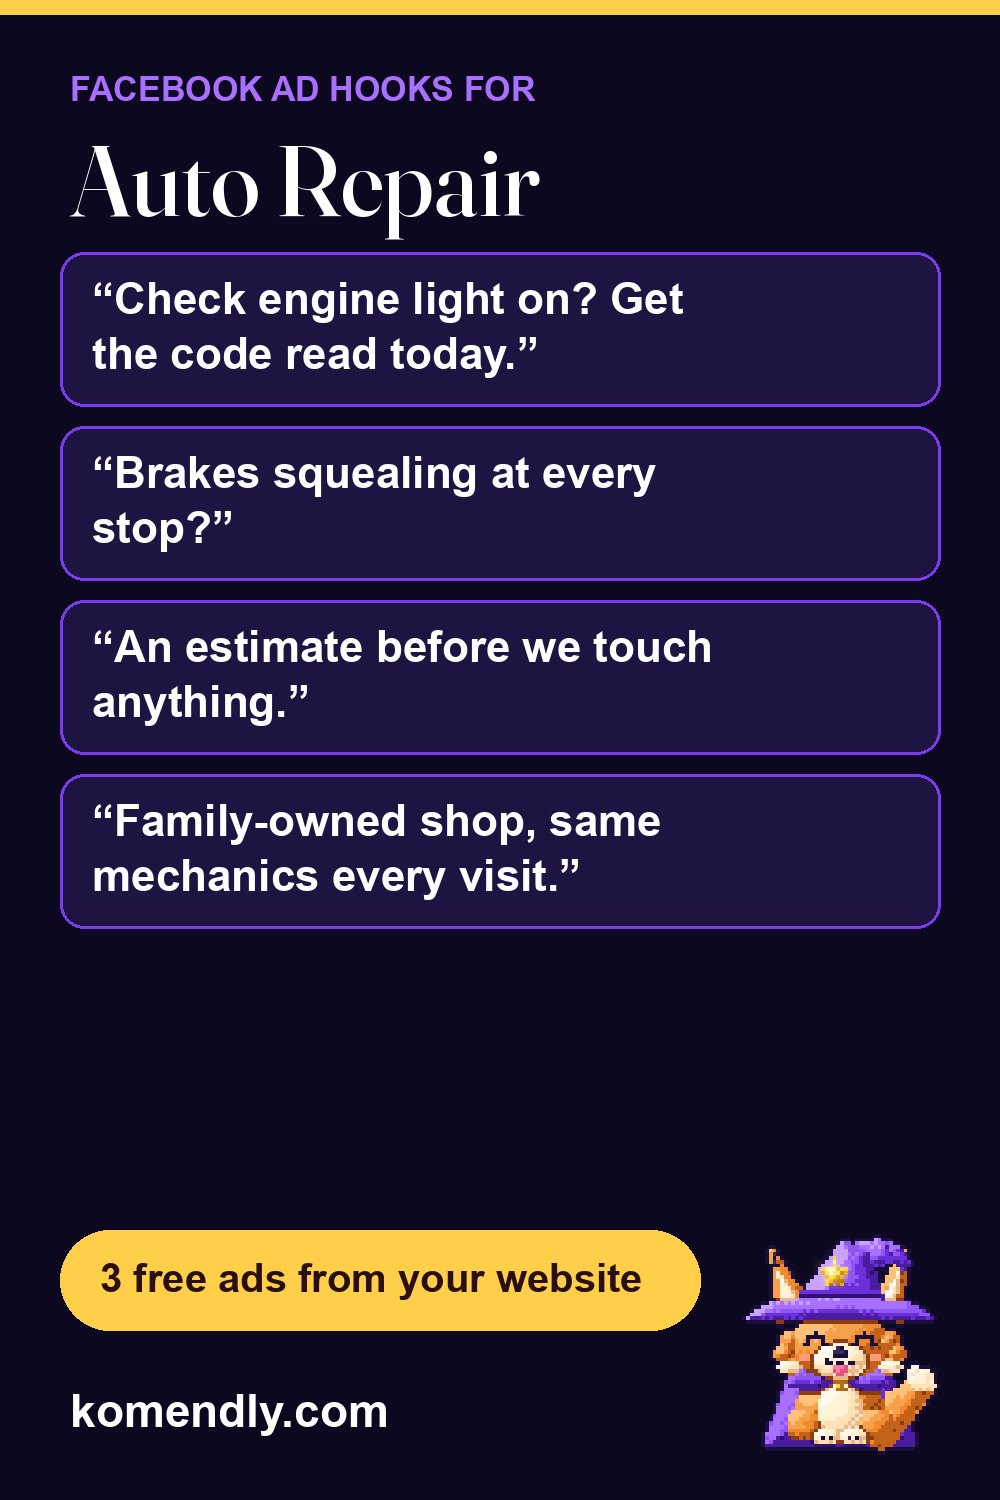 FACEBOOK AD HOOKS FOR
Auto Repair
“Check engine light on? Get
the code read today.”
“Brakes squealing at every
stop?”
“An estimate before we touch
anything.”
“Family-owned shop, same
mechanics every visit.”
3 free ads from your website
komendly.com